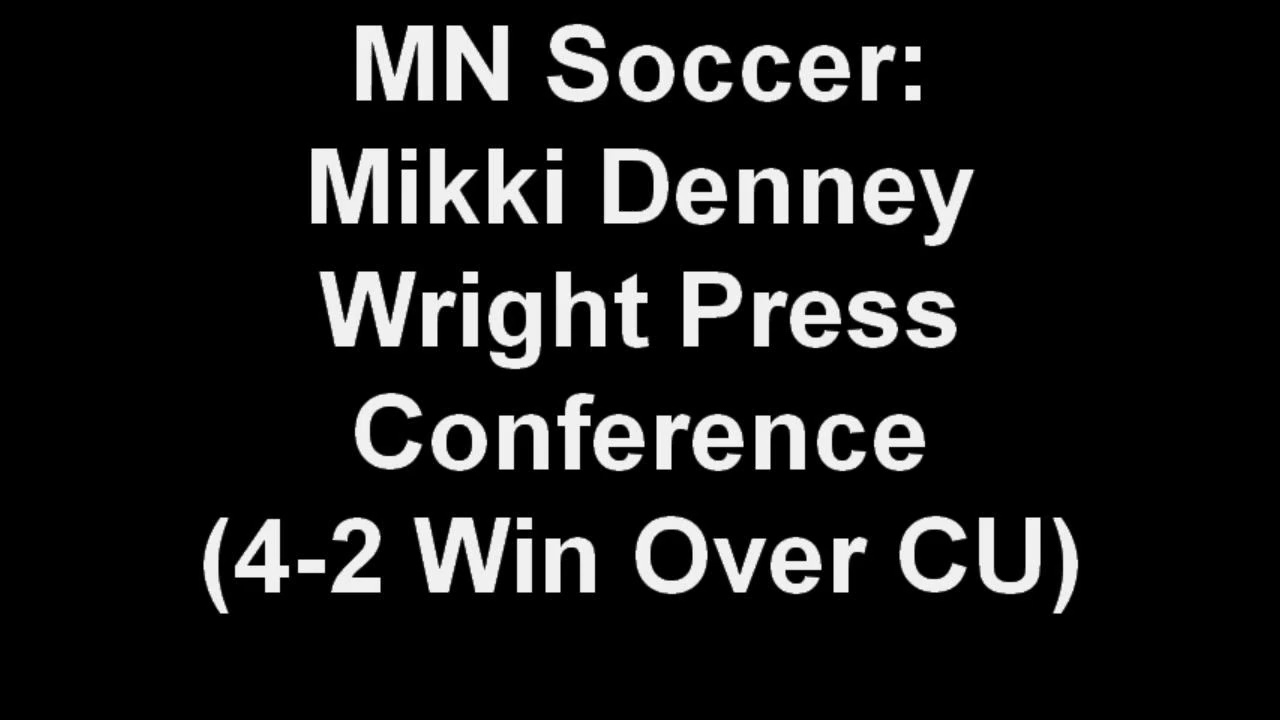 MN Soccer:
Mikki Denney
Wright Press
Conference
(4-2 Win Over CU)